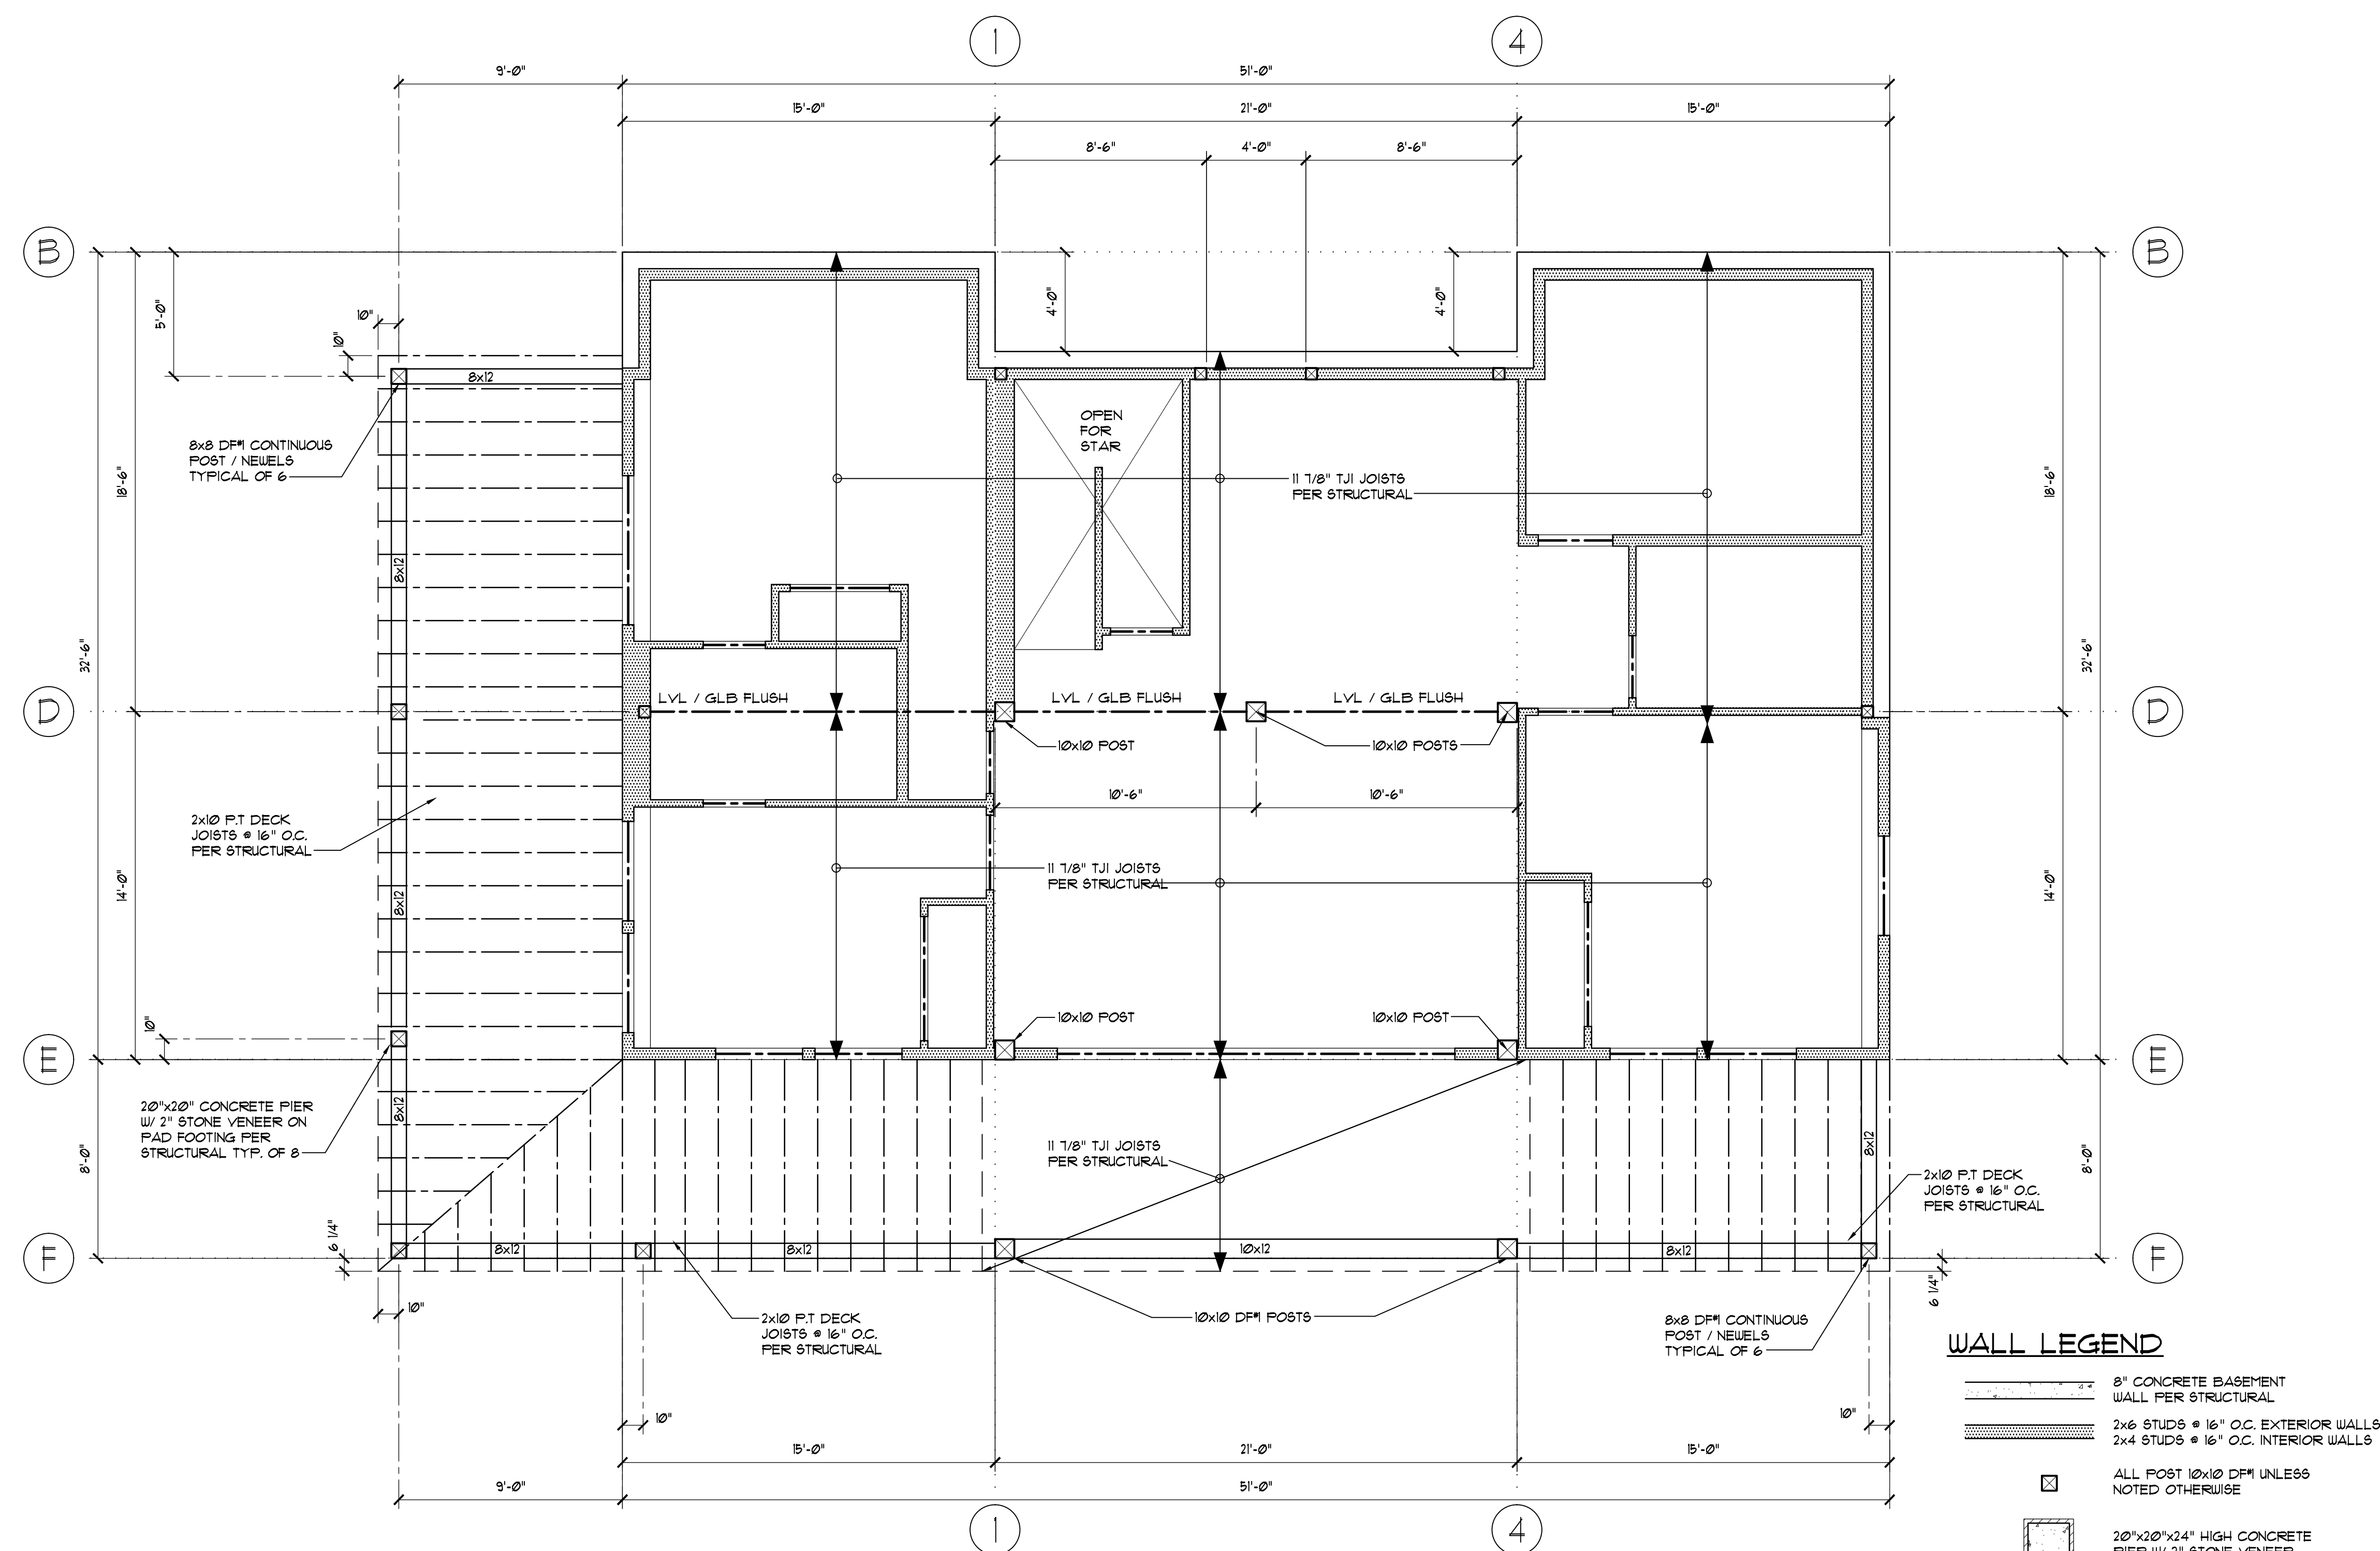 1
4
9'-0"
51'-0"
15'-0"
21'-0"
15'-0"
8'-6"
4'-0"
8'-6"
B
B
5'-0"
10"
10"
4'-0"
4'-0"
8x12
OPEN
FOR
STAR
8x8 DF#1 CONTINUOUS
POST / NEWELS
TYPICAL OF 6
18'-6"
11 7/8" TJI JOISTS
PER STRUCTURAL
18'-6"
8x12
32'-6"
32'-6"
LVL / GLB FLUSH
LVL / GLB FLUSH
LVL / GLB FLUSH
D
D
10x10 POST
10x10 POSTS
10'-6"
10'-6"
2x10 P.T DECK
JOISTS @ 16" O.C.
PER STRUCTURAL
14'-0"
8x12
11 7/8" TJI JOISTS
PER STRUCTURAL
14'-0"
10"
10x10 POST
10x10 POST
E
E
20"x20" CONCRETE PIER
W/ 2" STONE VENEER ON
PAD FOOTING PER
STRUCTURAL TYP. OF 8
8x12
8'-0"
11 7/8" TJI JOISTS
PER STRUCTURAL
8x12
8'-0"
2x10 P.T DECK
JOISTS @ 16" O.C.
PER STRUCTURAL
6 1/4"
F
8x12
8x12
10x12
8x12
F
6 1/4"
10"
2x10 P.T DECK
JOISTS @ 16" O.C.
PER STRUCTURAL
10x10 DF#1 POSTS
8x8 DF#1 CONTINUOUS
POST / NEWELS
TYPICAL OF 6
WALL LEGEND
8" CONCRETE BASEMENT
WALL PER STRUCTURAL
2x6 STUDS @ 16" O.C. EXTERIOR WALLS
2x4 STUDS @ 16" O.C. INTERIOR WALLS
ALL POST 10x10 DF#1 UNLESS
NOTED OTHERWISE
20"x20"x24" HIGH CONCRETE
PIER W/ 2" STONE VENEER
10"
10"
15'-0"
21'-0"
15'-0"
9'-0"
51'-0"
1
4